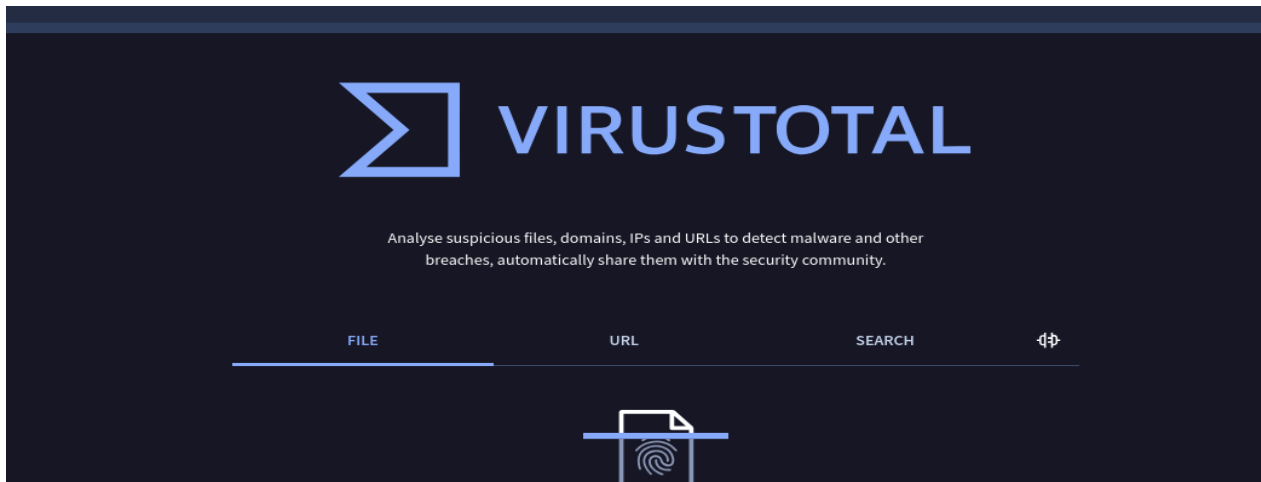 VIRUSTOTAL
Analyse suspicious files, domains, IPs and URLs to detect malware and other
breaches, automatically share them with the security community.
FILE URL SEARCH